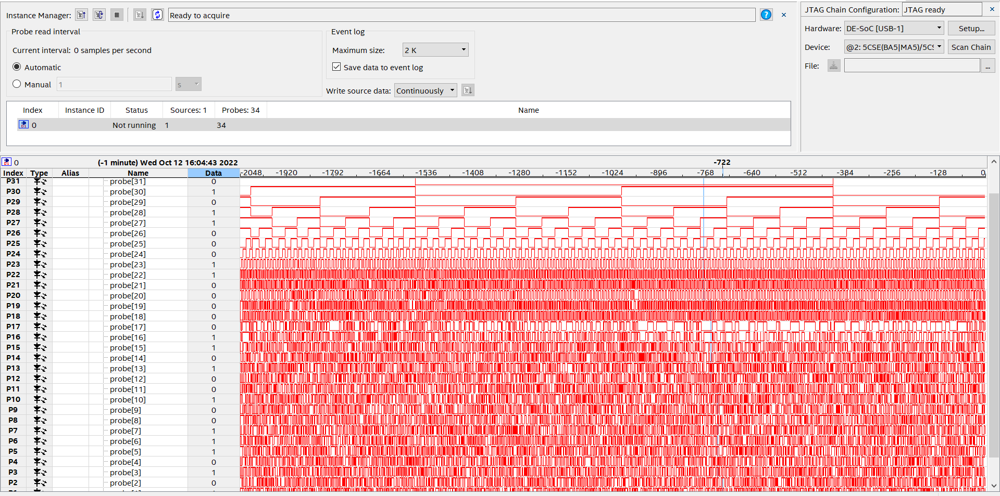 Instance Manager: Ready to acquire
JTAG Chain Configuration: JTAG ready
Probe read interval
Current interval: 0 samples per second
Automatic
Manual 1 s
Event log
Maximum size: 2 K
Save data to event log
Write source data: Continuously
Hardware: DE-SoC [USB-1] Setup...
Device: @2: 5CSE(BA5|MA5)/5CS Scan Chain
File: ...
Index Instance ID Status Sources: 1 Probes: 34 Name
0 Not running 1 34
0 (-1 minute) Wed Oct 12 16:04:43 2022 -722
Index Type Alias Name Data -2048 -1920 -1792 -1664 -1536 -1408 -1280 -1152 -1024 -896 -768 -640 -512 -384 -256 -128 0
P31 probe[31] 0
P30 probe[30] 1
P29 probe[29] 0
P28 probe[28] 1
P27 probe[27] 1
P26 probe[26] 0
P25 probe[25] 0
P24 probe[24] 0
P23 probe[23] 1
P22 probe[22] 1
P21 probe[21] 0
P20 probe[20] 0
P19 probe[19] 0
P18 probe[18] 0
P17 probe[17] 0
P16 probe[16] 1
P15 probe[15] 1
P14 probe[14] 0
P13 probe[13] 1
P12 probe[12] 0
P11 probe[11] 0
P10 probe[10] 1
P9 probe[9] 0
P8 probe[8] 0
P7 probe[7] 1
P6 probe[6] 1
P5 probe[5] 1
P4 probe[4] 0
P3 probe[3] 1
P2 probe[2] 0